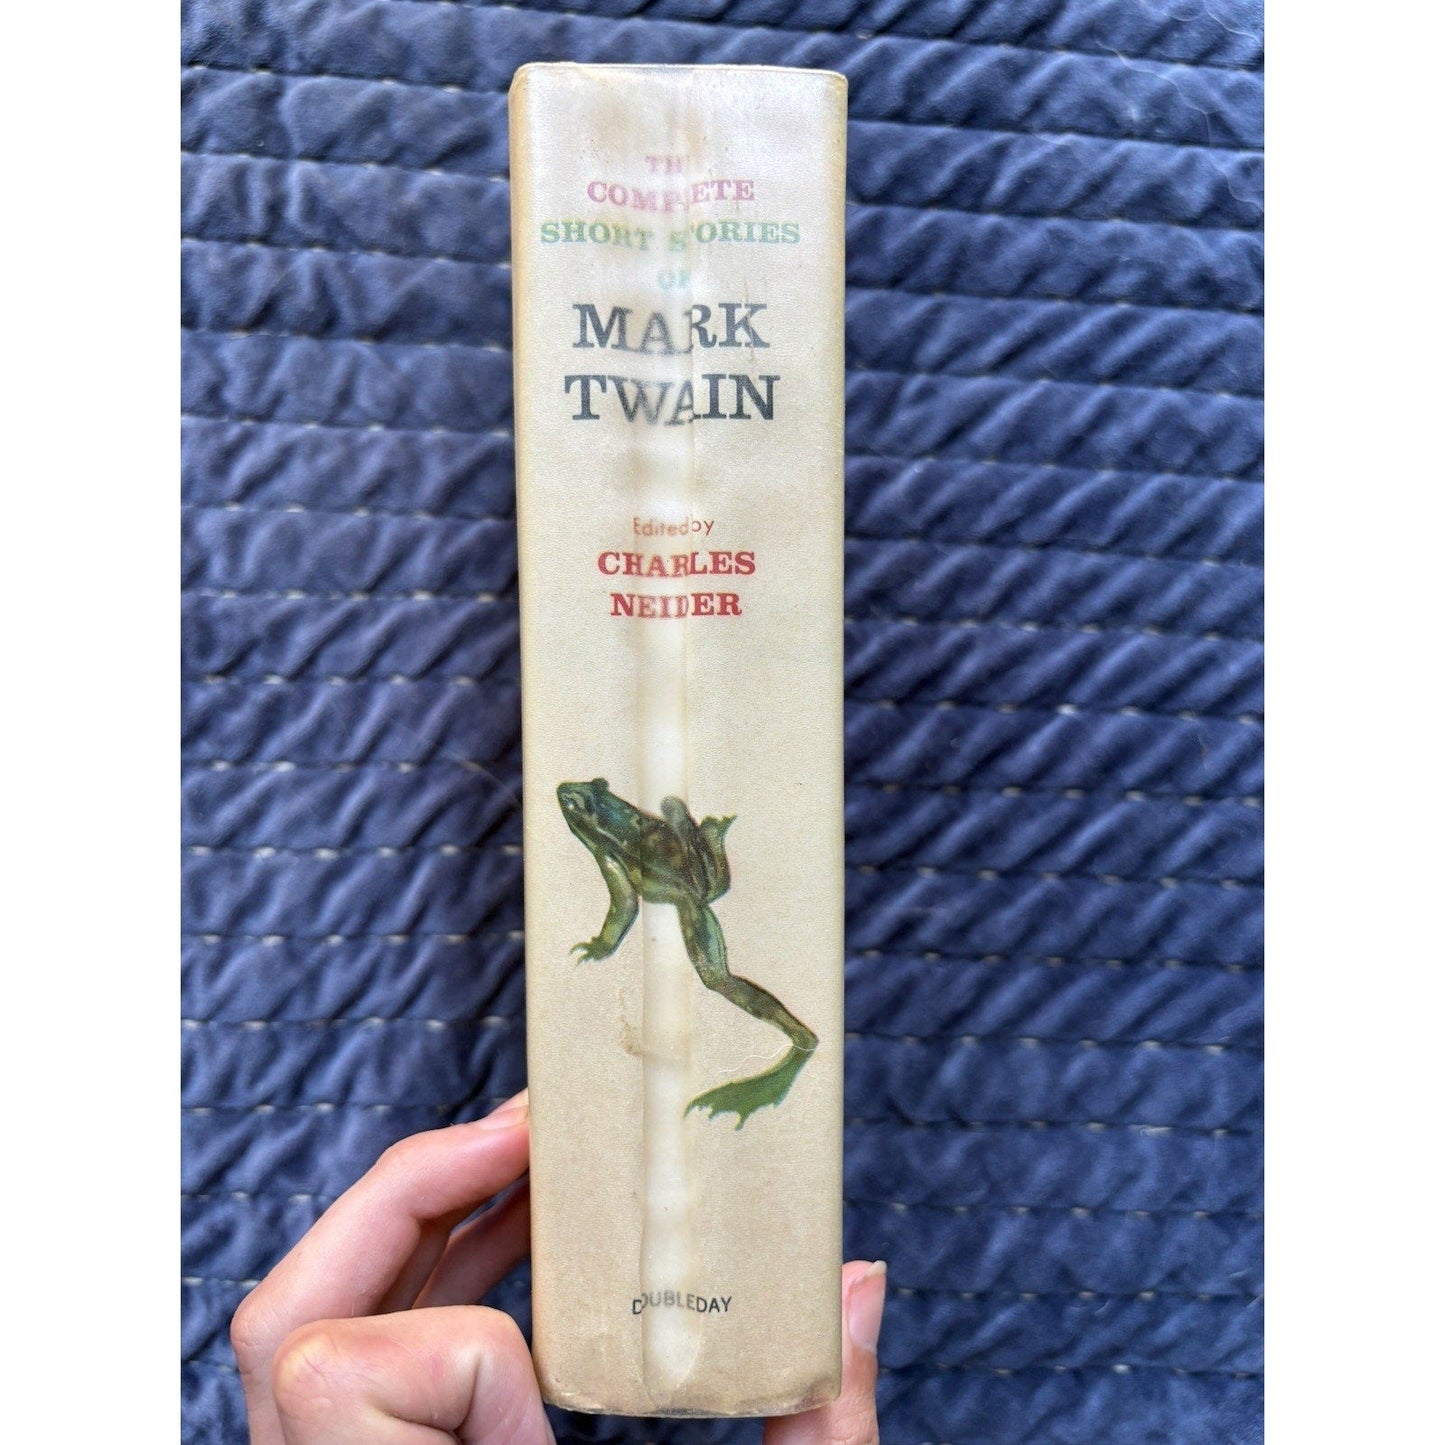 THE
COMPLETE
SHORT STORIES
OF
MARK
TWAIN
Edited by
CHARLES
NEIDER
DOUBLEDAY